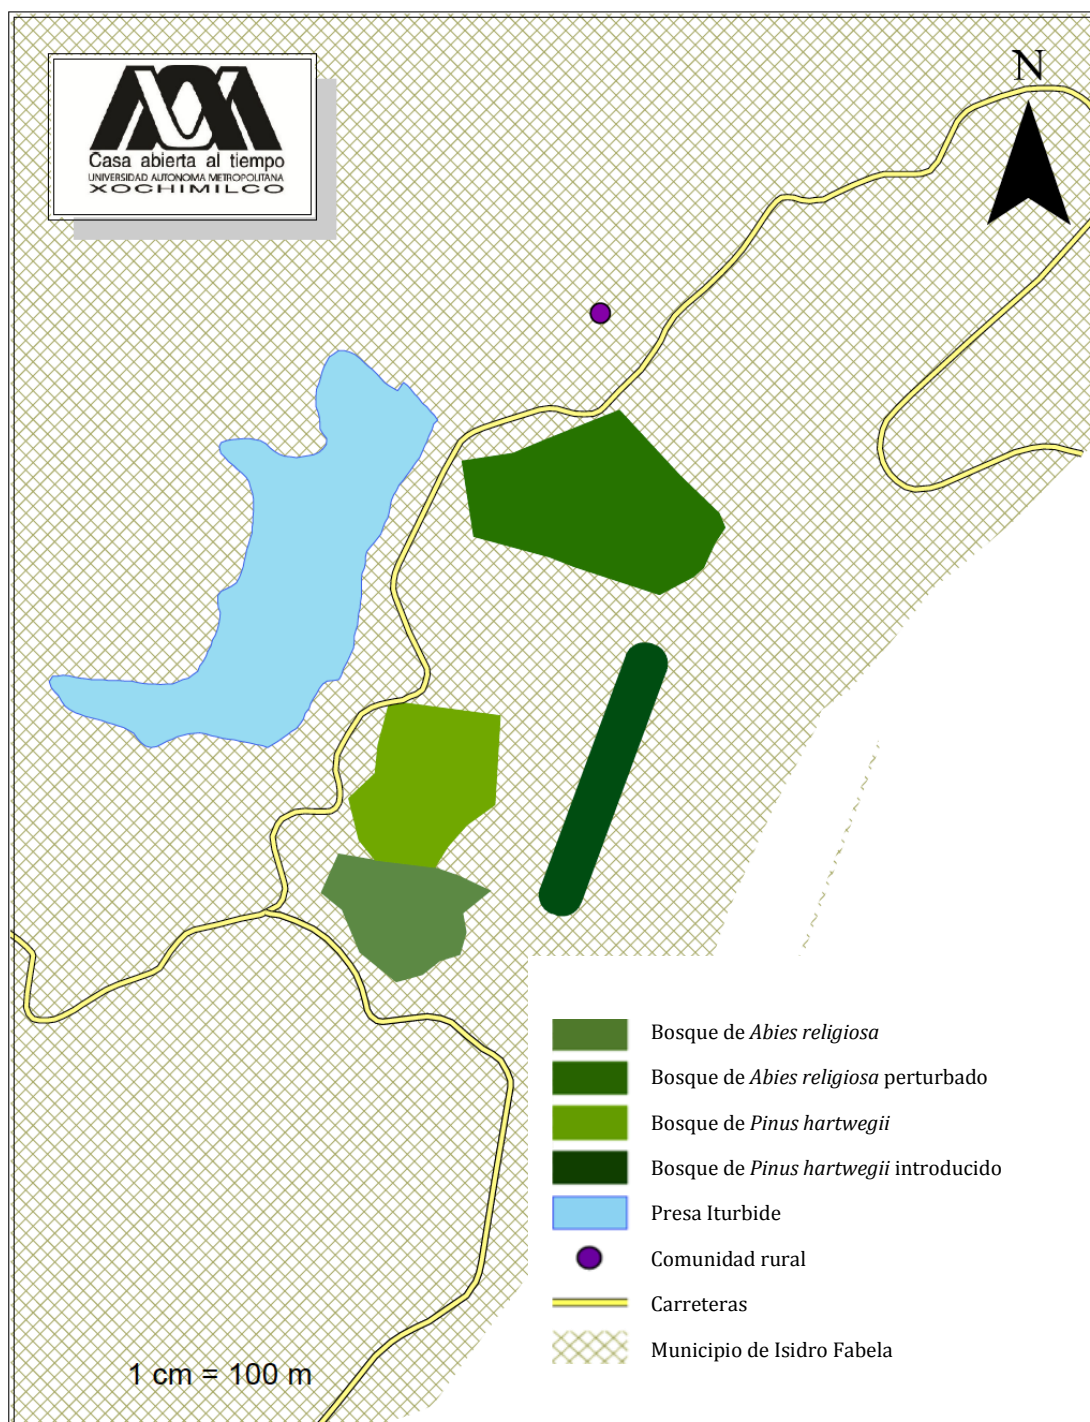 Casa abierta al tiempo
UNIVERSIDAD AUTONOMA METROPOLITANA
XOCHIMILCO
N
Bosque de Abies religiosa
Bosque de Abies religiosa perturbado
Bosque de Pinus hartwegii
Bosque de Pinus hartwegii introducido
Presa Iturbide
Comunidad rural
Carreteras
Municipio de Isidro Fabela
1 cm = 100 m